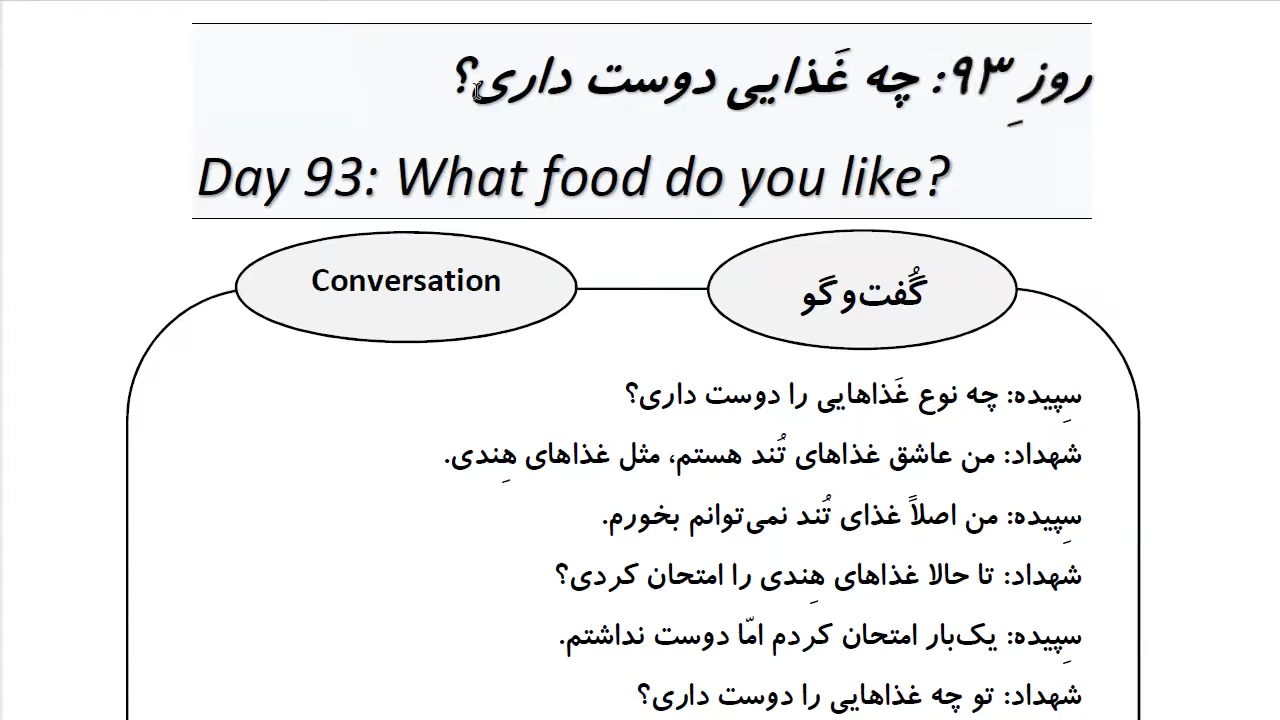 روزِ ۹۳: چه غَذایی دوست داری؟
Day 93: What food do you like?
Conversation
گُفت‌و‌گو
سِپیده: چه نوع غَذاهایی را دوست داری؟
شهداد: من عاشق غذاهای تُند هستم، مثل غذاهای هِندی.
سِپیده: من اصلاً غذای تُند نمی‌توانم بخورم.
شهداد: تا حالا غذاهای هِندی را امتحان کردی؟
سِپیده: یک‌بار امتحان کردم امّا دوست نداشتم.
شهداد: تو چه غذاهایی را دوست داری؟